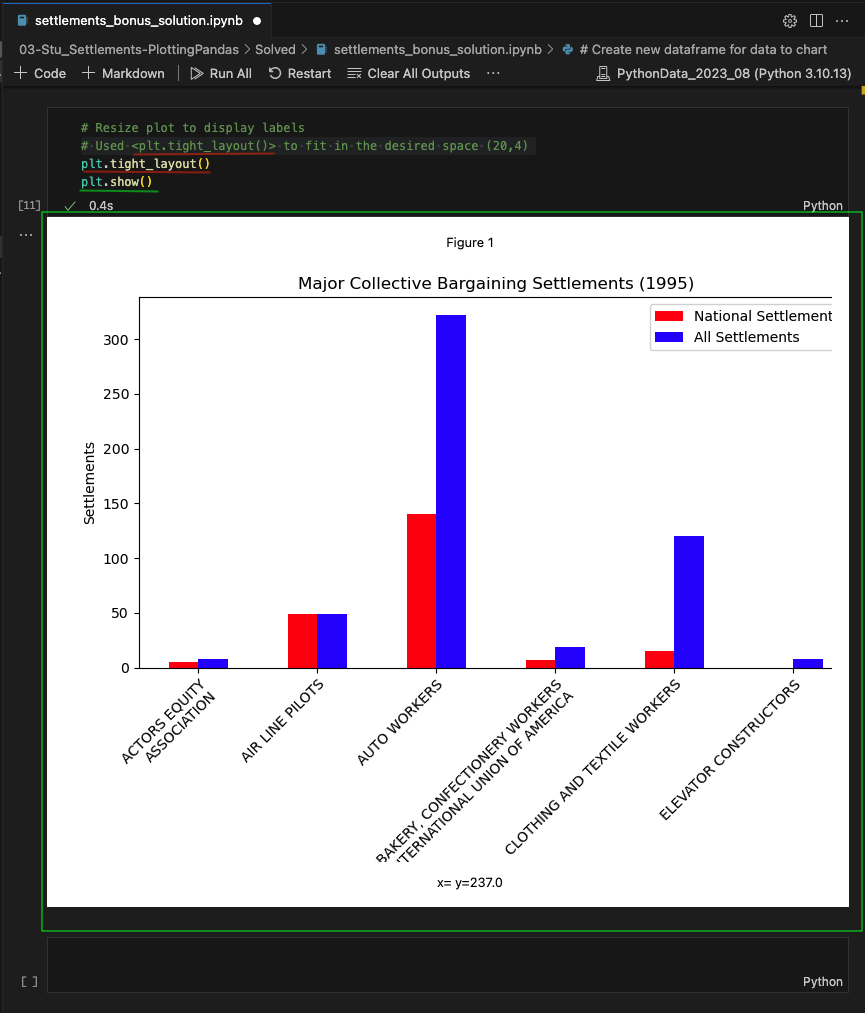 settlements_bonus_solution.ipynb
03-Stu_Settlements-PlottingPandas > Solved > settlements_bonus_solution.ipynb > # Create new dataframe for data to chart
+ Code + Markdown | Run All Restart Clear All Outputs ... PythonData_2023_08 (Python 3.10.13)
# Resize plot to display labels
# Used <plt.tight_layout()> to fit in the desired space (20,4)
plt.tight_layout()
plt.show()
[11] ✓ 0.4s Python
...
Figure 1
Major Collective Bargaining Settlements (1995)
National Settlement
All Settlements
300
250
200
150
100
50
0
Settlements
ACTORS EQUITY
ASSOCIATION
AIR LINE PILOTS
AUTO WORKERS
BAKERY, CONFECTIONERY WORKERS
NTERNATIONAL UNION OF AMERICA
CLOTHING AND TEXTILE WORKERS
ELEVATOR CONSTRUCTORS
x= y=237.0
[ ] Python